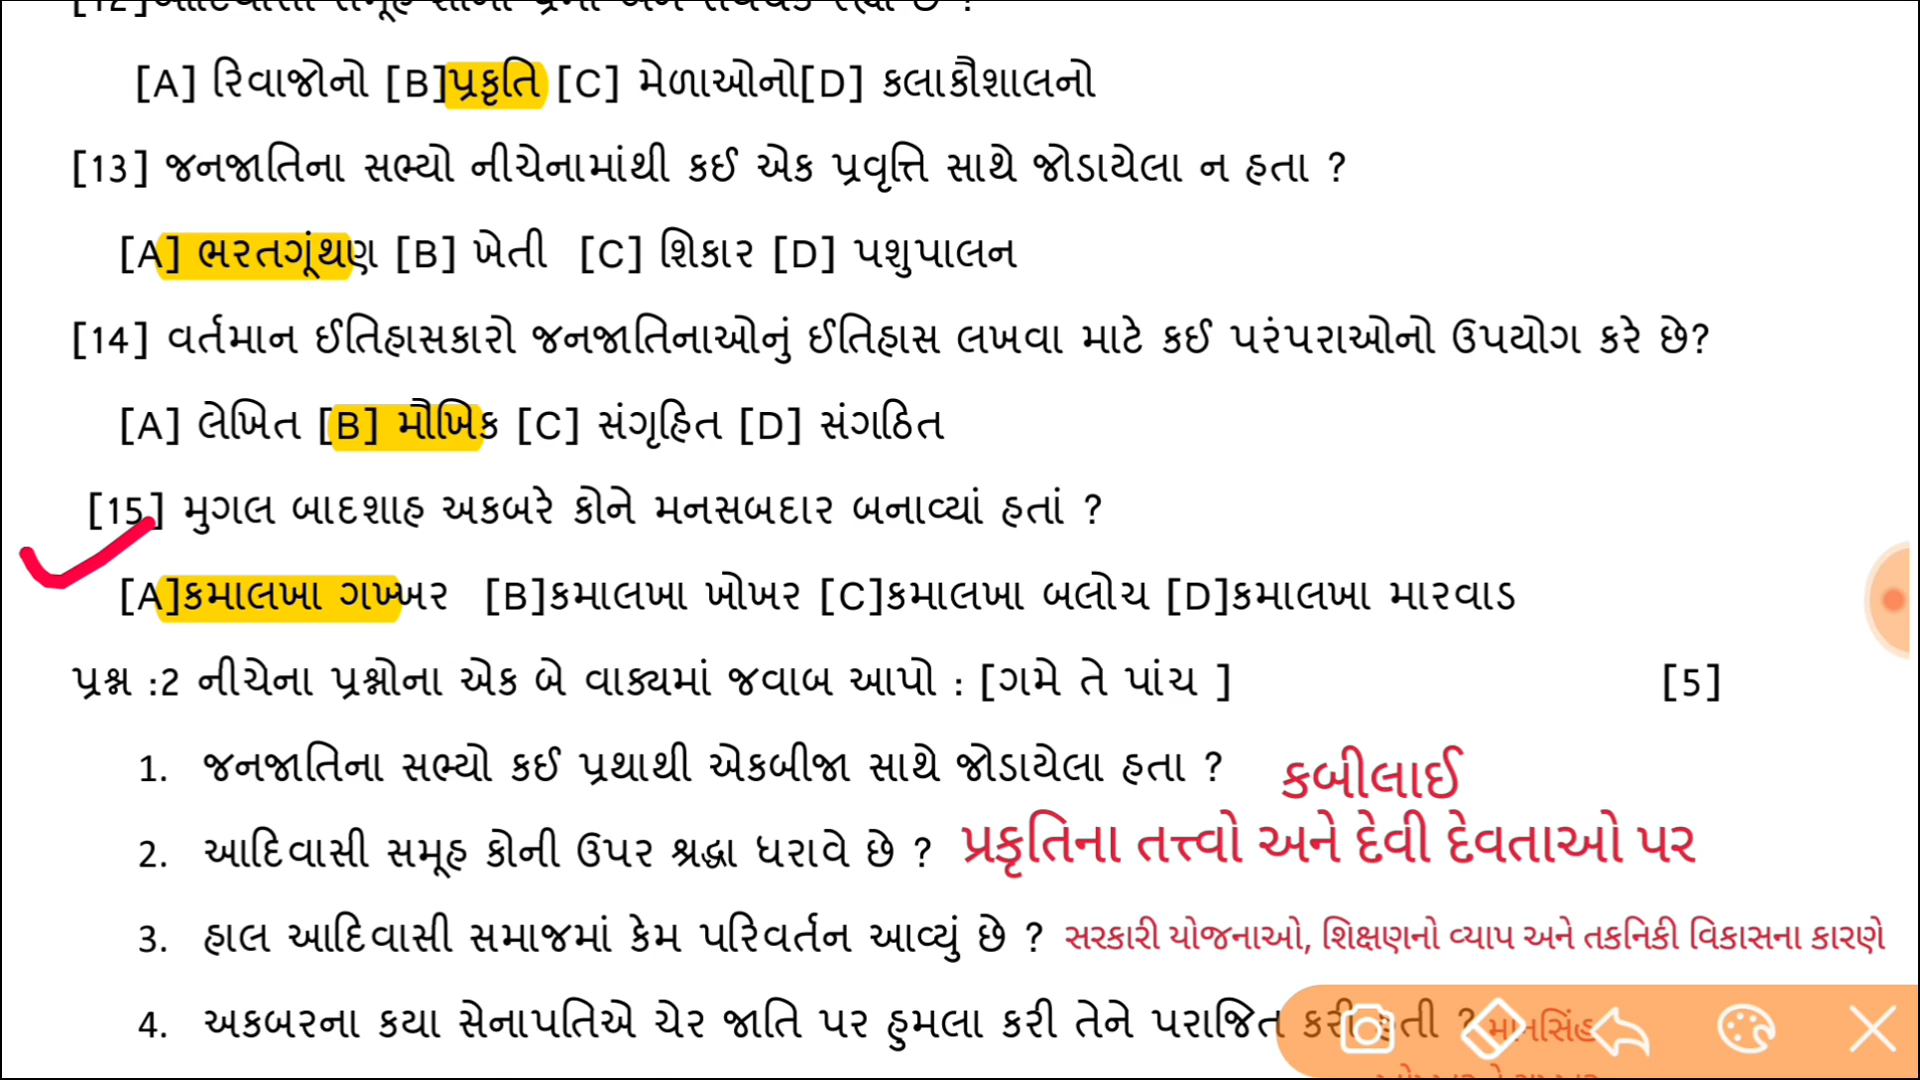 [A] રિવાજોનો [B]પ્રકૃતિ [C] મેળાઓનો[D] કલાકૌશાલનો
[13] જનજાતિના સભ્યો નીચેનામાંથી કઈ એક પ્રવૃત્તિ સાથે જોડાયેલા ન હતા ?
[A] ભરતગૂંથણ [B] ખેતી [C] શિકાર [D] પશુપાલન
[14] વર્તમાન ઈતિહાસકારો જનજાતિનાઓનું ઈતિહાસ લખવા માટે કઈ પરંપરાઓનો ઉપયોગ કરે છે?
[A] લેખિત [B] મૌખિક [C] સંગૃહિત [D] સંગઠિત
[15] મુગલ બાદશાહ અકબરે કોને મનસબદાર બનાવ્યાં હતાં ?
[A]કમાલખા ગખ્ખર [B]કમાલખા ખોખર [C]કમાલખા બલોચ [D]કમાલખા મારવાડ
પ્રશ્ન :2 નીચેના પ્રશ્નોના એક બે વાક્યમાં જવાબ આપો : [ગમે તે પાંચ ] [5]
1. જનજાતિના સભ્યો કઈ પ્રથાથી એકબીજા સાથે જોડાયેલા હતા ? કબીલાઈ
2. આદિવાસી સમૂહ કોની ઉપર શ્રદ્ધા ધરાવે છે ? પ્રકૃતિના તત્ત્વો અને દેવી દેવતાઓ પર
3. હાલ આદિવાસી સમાજમાં કેમ પરિવર્તન આવ્યું છે ? સરકારી યોજનાઓ, શિક્ષણનો વ્યાપ અને તકનિકી વિકાસના કારણે
4. અકબરના કયા સેનાપતિએ ચેર જાતિ પર હુમલા કરી તેને પરાજિત કરી હતી ? માનસિંહ